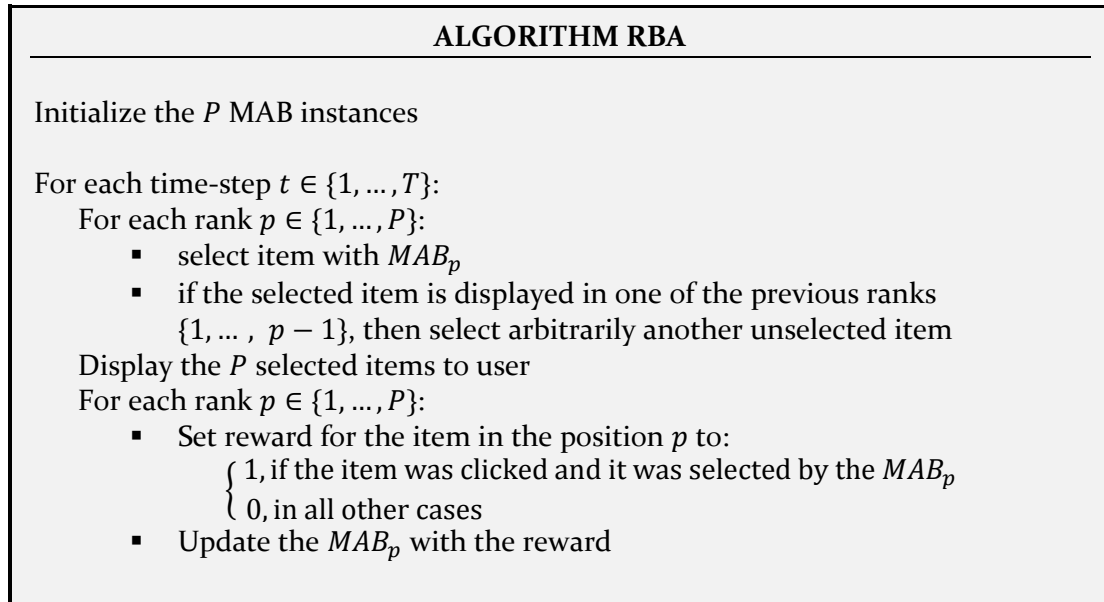 ALGORITHM RBA
Initialize the P MAB instances
For each time-step t ∈ {1, … , T}:
For each rank p ∈ {1, … , P}:
▪ select item with MAB_p
▪ if the selected item is displayed in one of the previous ranks
{1, … , p − 1}, then select arbitrarily another unselected item
Display the P selected items to user
For each rank p ∈ {1, … , P}:
▪ Set reward for the item in the position p to:
{ 1, if the item was clicked and it was selected by the MAB_p
0, in all other cases
▪ Update the MAB_p with the reward